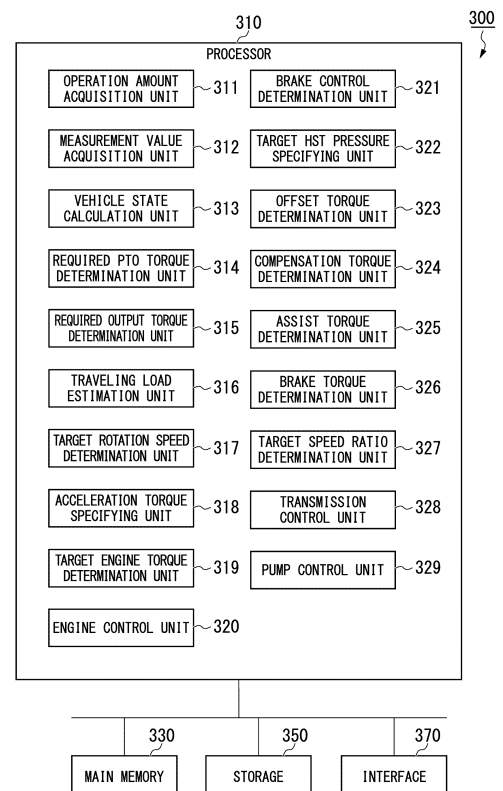 300
310
PROCESSOR
OPERATION AMOUNT
ACQUISITION UNIT
311
MEASUREMENT VALUE
ACQUISITION UNIT
312
VEHICLE STATE
CALCULATION UNIT
313
REQUIRED PTO TORQUE
DETERMINATION UNIT
314
REQUIRED OUTPUT TORQUE
DETERMINATION UNIT
315
TRAVELING LOAD
ESTIMATION UNIT
316
TARGET ROTATION SPEED
DETERMINATION UNIT
317
ACCELERATION TORQUE
SPECIFYING UNIT
318
TARGET ENGINE TORQUE
DETERMINATION UNIT
319
ENGINE CONTROL UNIT
320
BRAKE CONTROL
DETERMINATION UNIT
321
TARGET HST PRESSURE
SPECIFYING UNIT
322
OFFSET TORQUE
DETERMINATION UNIT
323
COMPENSATION TORQUE
DETERMINATION UNIT
324
ASSIST TORQUE
DETERMINATION UNIT
325
BRAKE TORQUE
DETERMINATION UNIT
326
TARGET SPEED RATIO
DETERMINATION UNIT
327
TRANSMISSION
CONTROL UNIT
328
PUMP CONTROL UNIT
329
330
MAIN MEMORY
350
STORAGE
370
INTERFACE